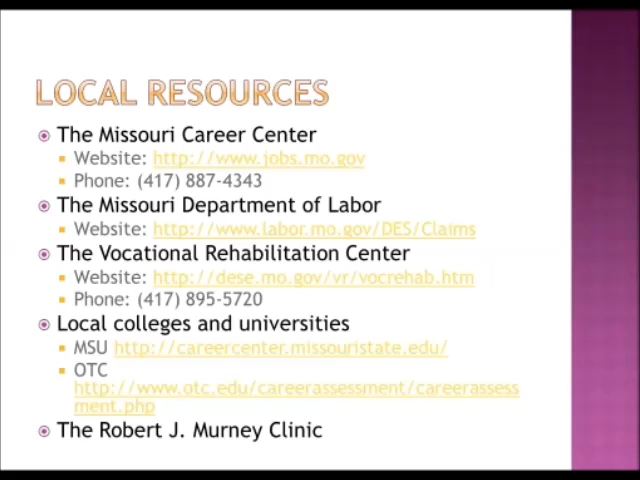 LOCAL RESOURCES
The Missouri Career Center
Website: http://www.jobs.mo.gov
Phone: (417) 887-4343
The Missouri Department of Labor
Website: http://www.labor.mo.gov/DES/Claims
The Vocational Rehabilitation Center
Website: http://dese.mo.gov/vr/vocrehab.htm
Phone: (417) 895-5720
Local colleges and universities
MSU http://careercenter.missouristate.edu/
OTC
http://www.otc.edu/careerassessment/careerassess
ment.php
The Robert J. Murney Clinic